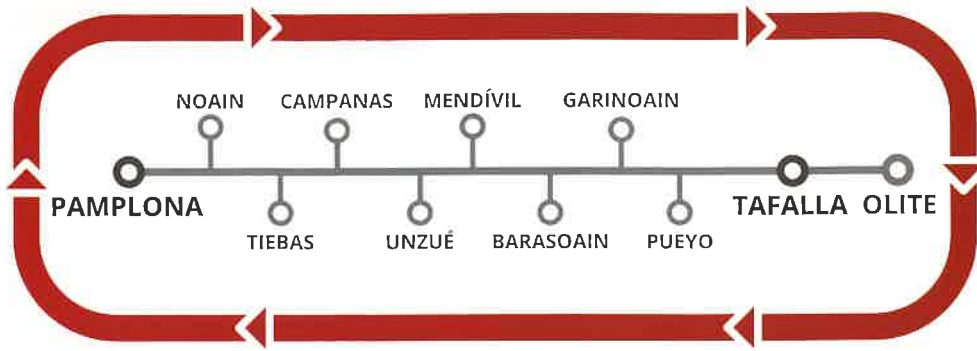 NOAIN CAMPANAS MENDÍVIL GARINOAIN
PAMPLONA TAFALLA OLITE
TIEBAS UNZUÉ BARASOAIN PUEYO